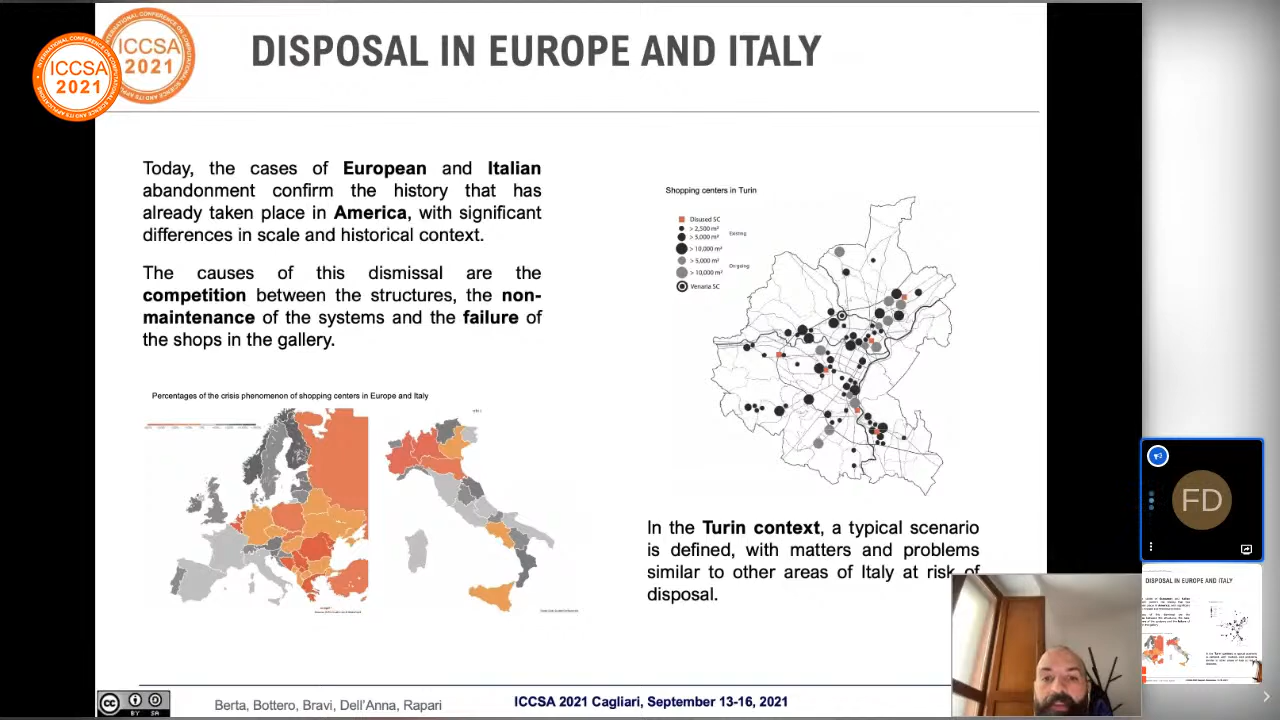 DISPOSAL IN EUROPE AND ITALY
ICCSA
2021
ICCSA
2021
Today, the cases of European and Italian
abandonment confirm the history that has
already taken place in America, with significant
differences in scale and historical context.
The causes of this dismissal are the
competition between the structures, the non-
maintenance of the systems and the failure of
the shops in the gallery.
Percentages of the crisis phenomenon of shopping centers in Europe and Italy
Shopping centers in Turin
Disused SC
> 2,500 m²
> 5,000 m²
> 10,000 m²
Existing
> 5,000 m²
> 10,000 m²
Ongoing
Venaria SC
In the Turin context, a typical scenario
is defined, with matters and problems
similar to other areas of Italy at risk of
disposal.
FD
DISPOSAL IN EUROPE AND ITALY
CC
BY SA
Berta, Bottero, Bravi, Dell'Anna, Rapari
ICCSA 2021 Cagliari, September 13-16, 2021